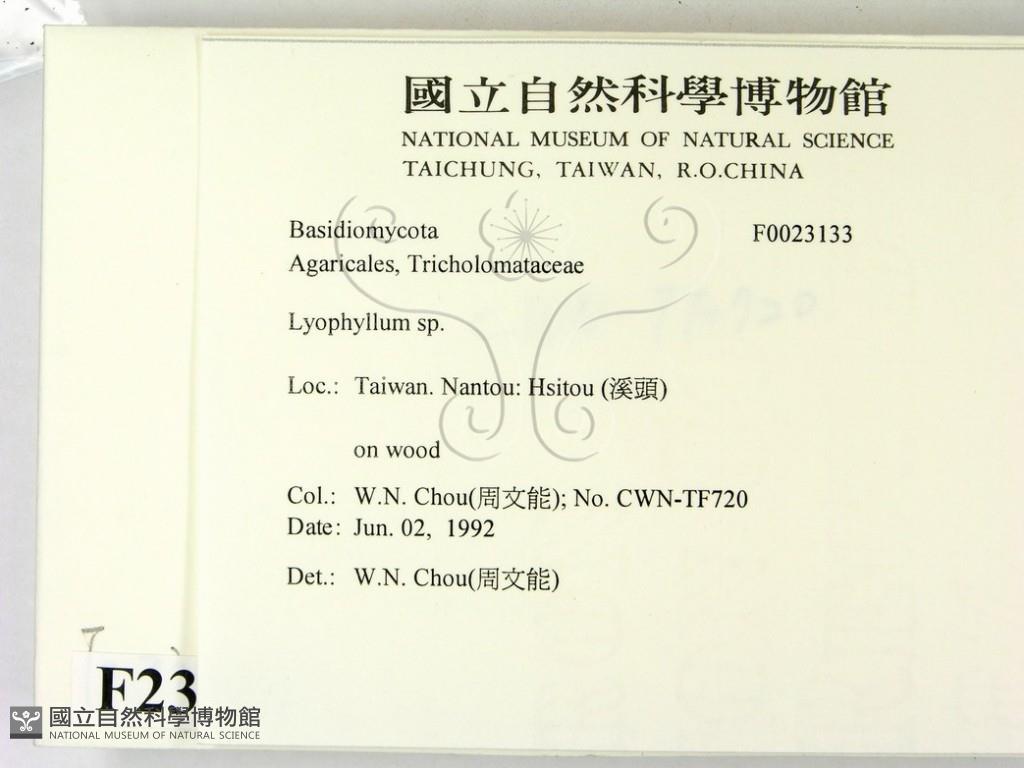 國立自然科學博物館
NATIONAL MUSEUM OF NATURAL SCIENCE
TAICHUNG, TAIWAN, R.O.CHINA
Basidiomycota F0023133
Agaricales, Tricholomataceae
Lyophyllum sp.
Loc.: Taiwan. Nantou: Hsitou (溪頭)
on wood
Col.: W.N. Chou(周文能); No. CWN-TF720
Date: Jun. 02, 1992
Det.: W.N. Chou(周文能)
F23
國立自然科學博物館
NATIONAL MUSEUM OF NATURAL SCIENCE